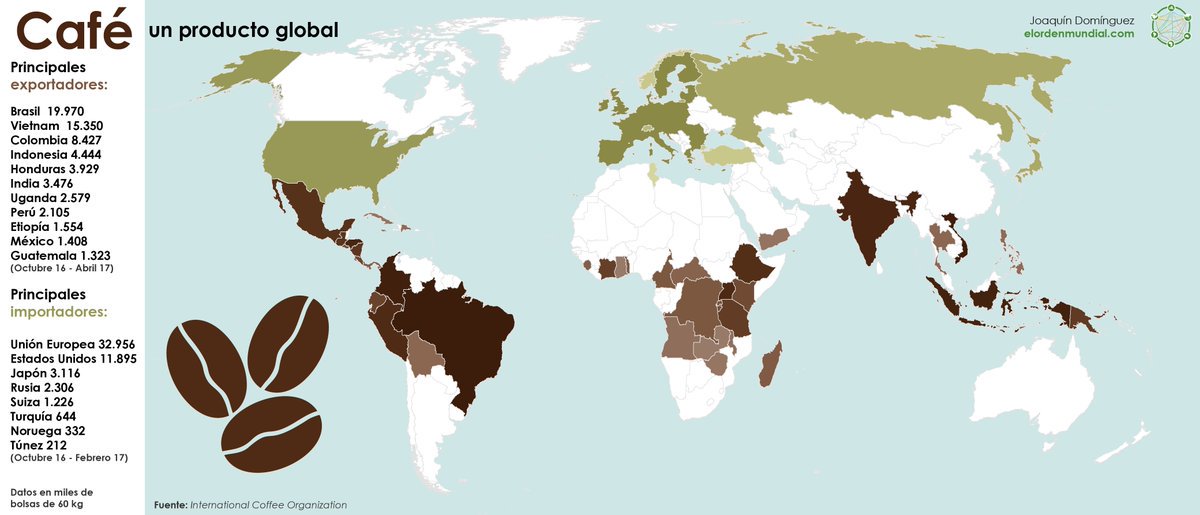 Café un producto global
Joaquín Domínguez
elordenmundial.com
Principales
exportadores:
Brasil 19.970
Vietnam 15.350
Colombia 8.427
Indonesia 4.444
Honduras 3.929
India 3.476
Uganda 2.579
Perú 2.105
Etiopía 1.554
México 1.408
Guatemala 1.323
(Octubre 16 - Abril 17)
Principales
importadores:
Unión Europea 32.956
Estados Unidos 11.895
Japón 3.116
Rusia 2.306
Suiza 1.226
Turquía 644
Noruega 332
Túnez 212
(Octubre 16 - Febrero 17)
Datos en miles de
bolsas de 60 kg
Fuente: International Coffee Organization